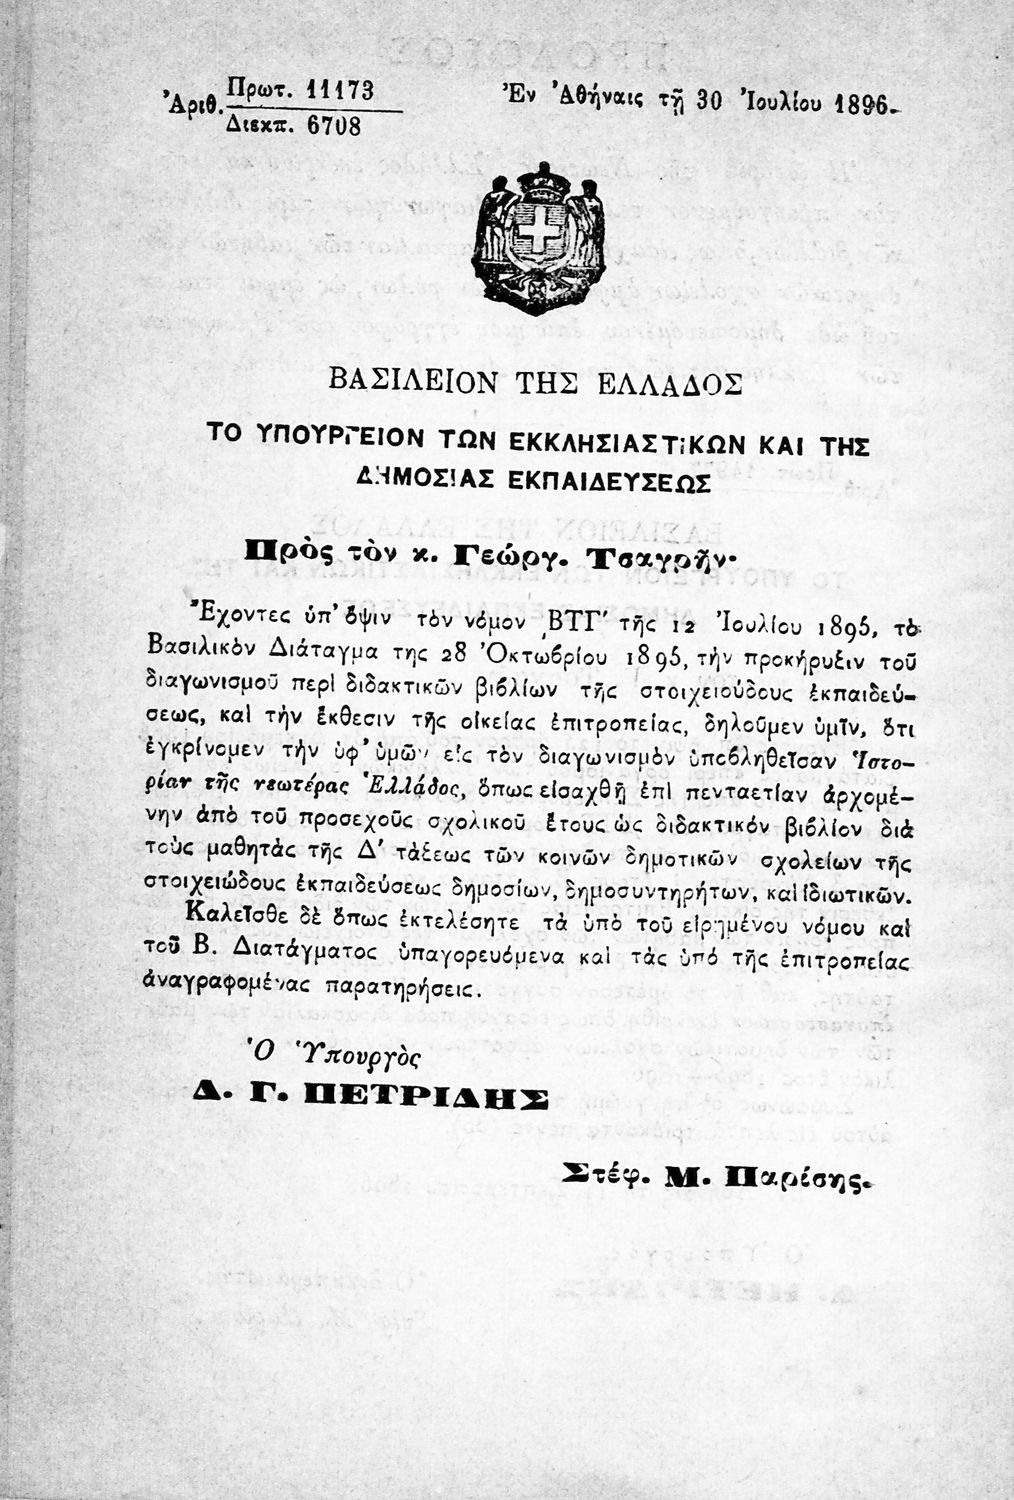 Ἀριθ. Πρωτ. 11173
Διεκπ. 6708
Ἐν Ἀθήναις τῇ 30 Ἰουλίου 1896.
ΒΑΣΙΛΕΙΟΝ ΤΗΣ ΕΛΛΑΔΟΣ
ΤΟ ΥΠΟΥΡΓΕΙΟΝ ΤΩΝ ΕΚΚΛΗΣΙΑΣΤΙΚΩΝ ΚΑΙ ΤΗΣ
ΔΗΜΟΣΙΑΣ ΕΚΠΑΙΔΕΥΣΕΩΣ
Πρὸς τὸν κ. Γεώργ. Τσαγρῆν·
Ἔχοντες ὑπ' ὄψιν τὸν νόμον ͵ΒΤΓ' τῆς 12 Ἰουλίου 1895, τὸ
Βασιλικὸν Διάταγμα της 28 Ὀκτωβρίου 1895, τὴν προκήρυξιν τοῦ
διαγωνισμοῦ περὶ διδακτικῶν βιβλίων τῆς στοιχειούδους ἐκπαιδεύ-
σεως, καὶ τὴν ἔκθεσιν τῆς οἰκείας ἐπιτροπείας, δηλοῦμεν ὑμῖν, ὅτι
ἐγκρίνομεν τὴν ὑφ' ὑμῶν εἰς τὸν διαγωνισμὸν ὑποβληθεῖσαν Ἱστο-
ρίαν τῆς νεωτέρας Ἑλλάδος, ὅπως εἰσαχθῇ ἐπὶ πενταετίαν ἀρχομέ-
νην ἀπὸ τοῦ προσεχοῦς σχολικοῦ ἔτους ὡς διδακτικόν βιβλίον διὰ
τοὺς μαθητὰς τῆς Δ' τάξεως τῶν κοινῶν δημοτικῶν σχολείων τῆς
στοιχειώδους ἐκπαιδεύσεως δημοσίων, δημοσυντηρήτων, καὶ ἰδιωτικῶν.
Καλεῖσθε δὲ ὅπως ἐκτελέσητε τὰ ὑπὸ τοῦ εἰρημένου νόμου καὶ
τοῦ Β. Διατάγματος ὑπαγορευόμενα καὶ τὰς ὑπό τῆς ἐπιτροπείας
ἀναγραφομένας παρατηρήσεις.
Ὁ Ὑπουργὸς
Δ. Γ. ΠΕΤΡΙΔΗΣ
Στέφ. Μ. Παρίσης.